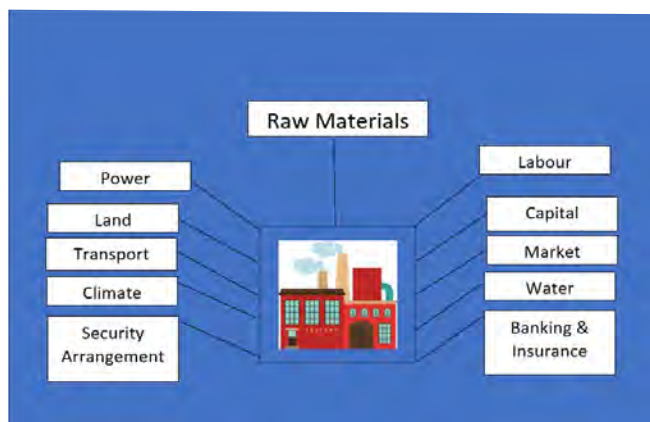 Raw Materials
Power
Land
Transport
Climate
Security
Arrangement
Labour
Capital
Market
Water
Banking &
Insurance